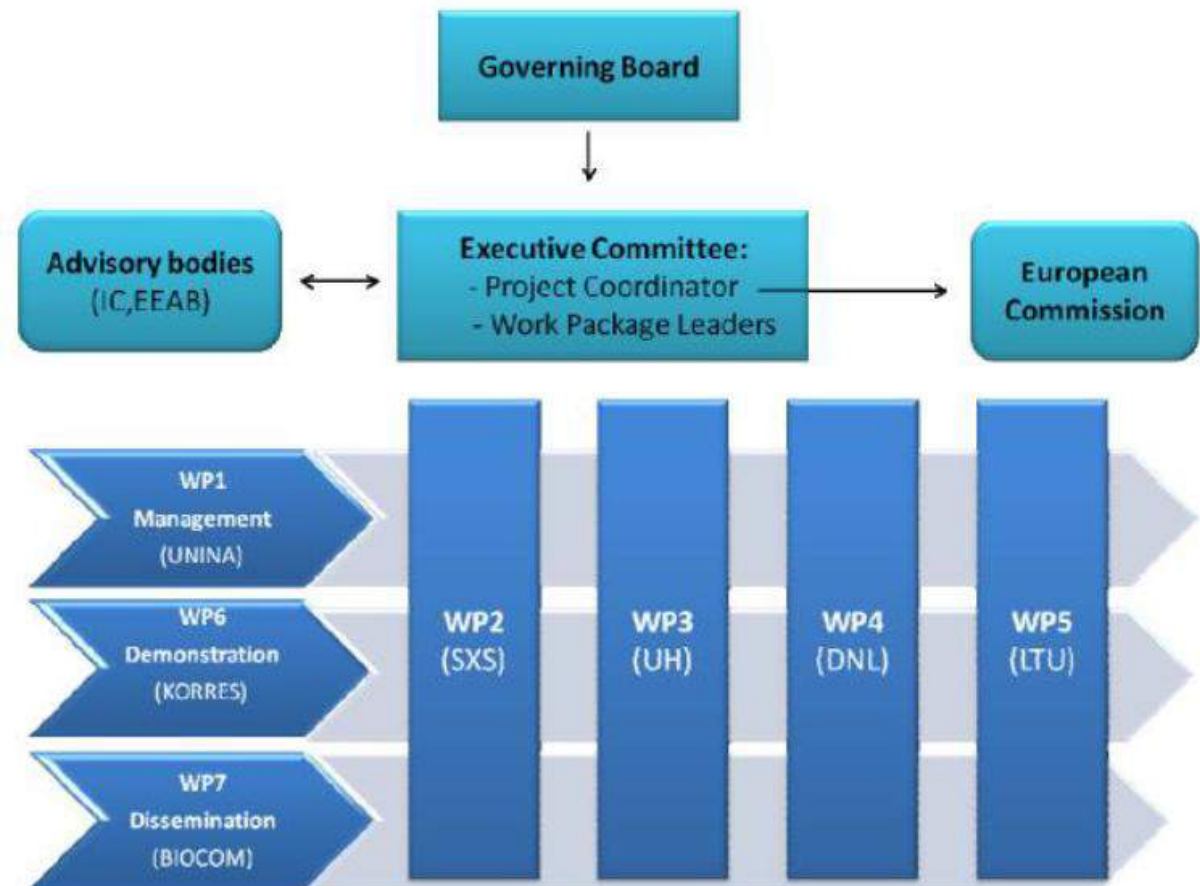 Governing Board
Advisory bodies
(IC,EEAB)
Executive Committee:
- Project Coordinator
- Work Package Leaders
European
Commission
WP1
Management
(UNINA)
WP6
Demonstration
(KORRES)
WP7
Dissemination
(BIOCOM)
WP2
(SXS)
WP3
(UH)
WP4
(DNL)
WP5
(LTU)